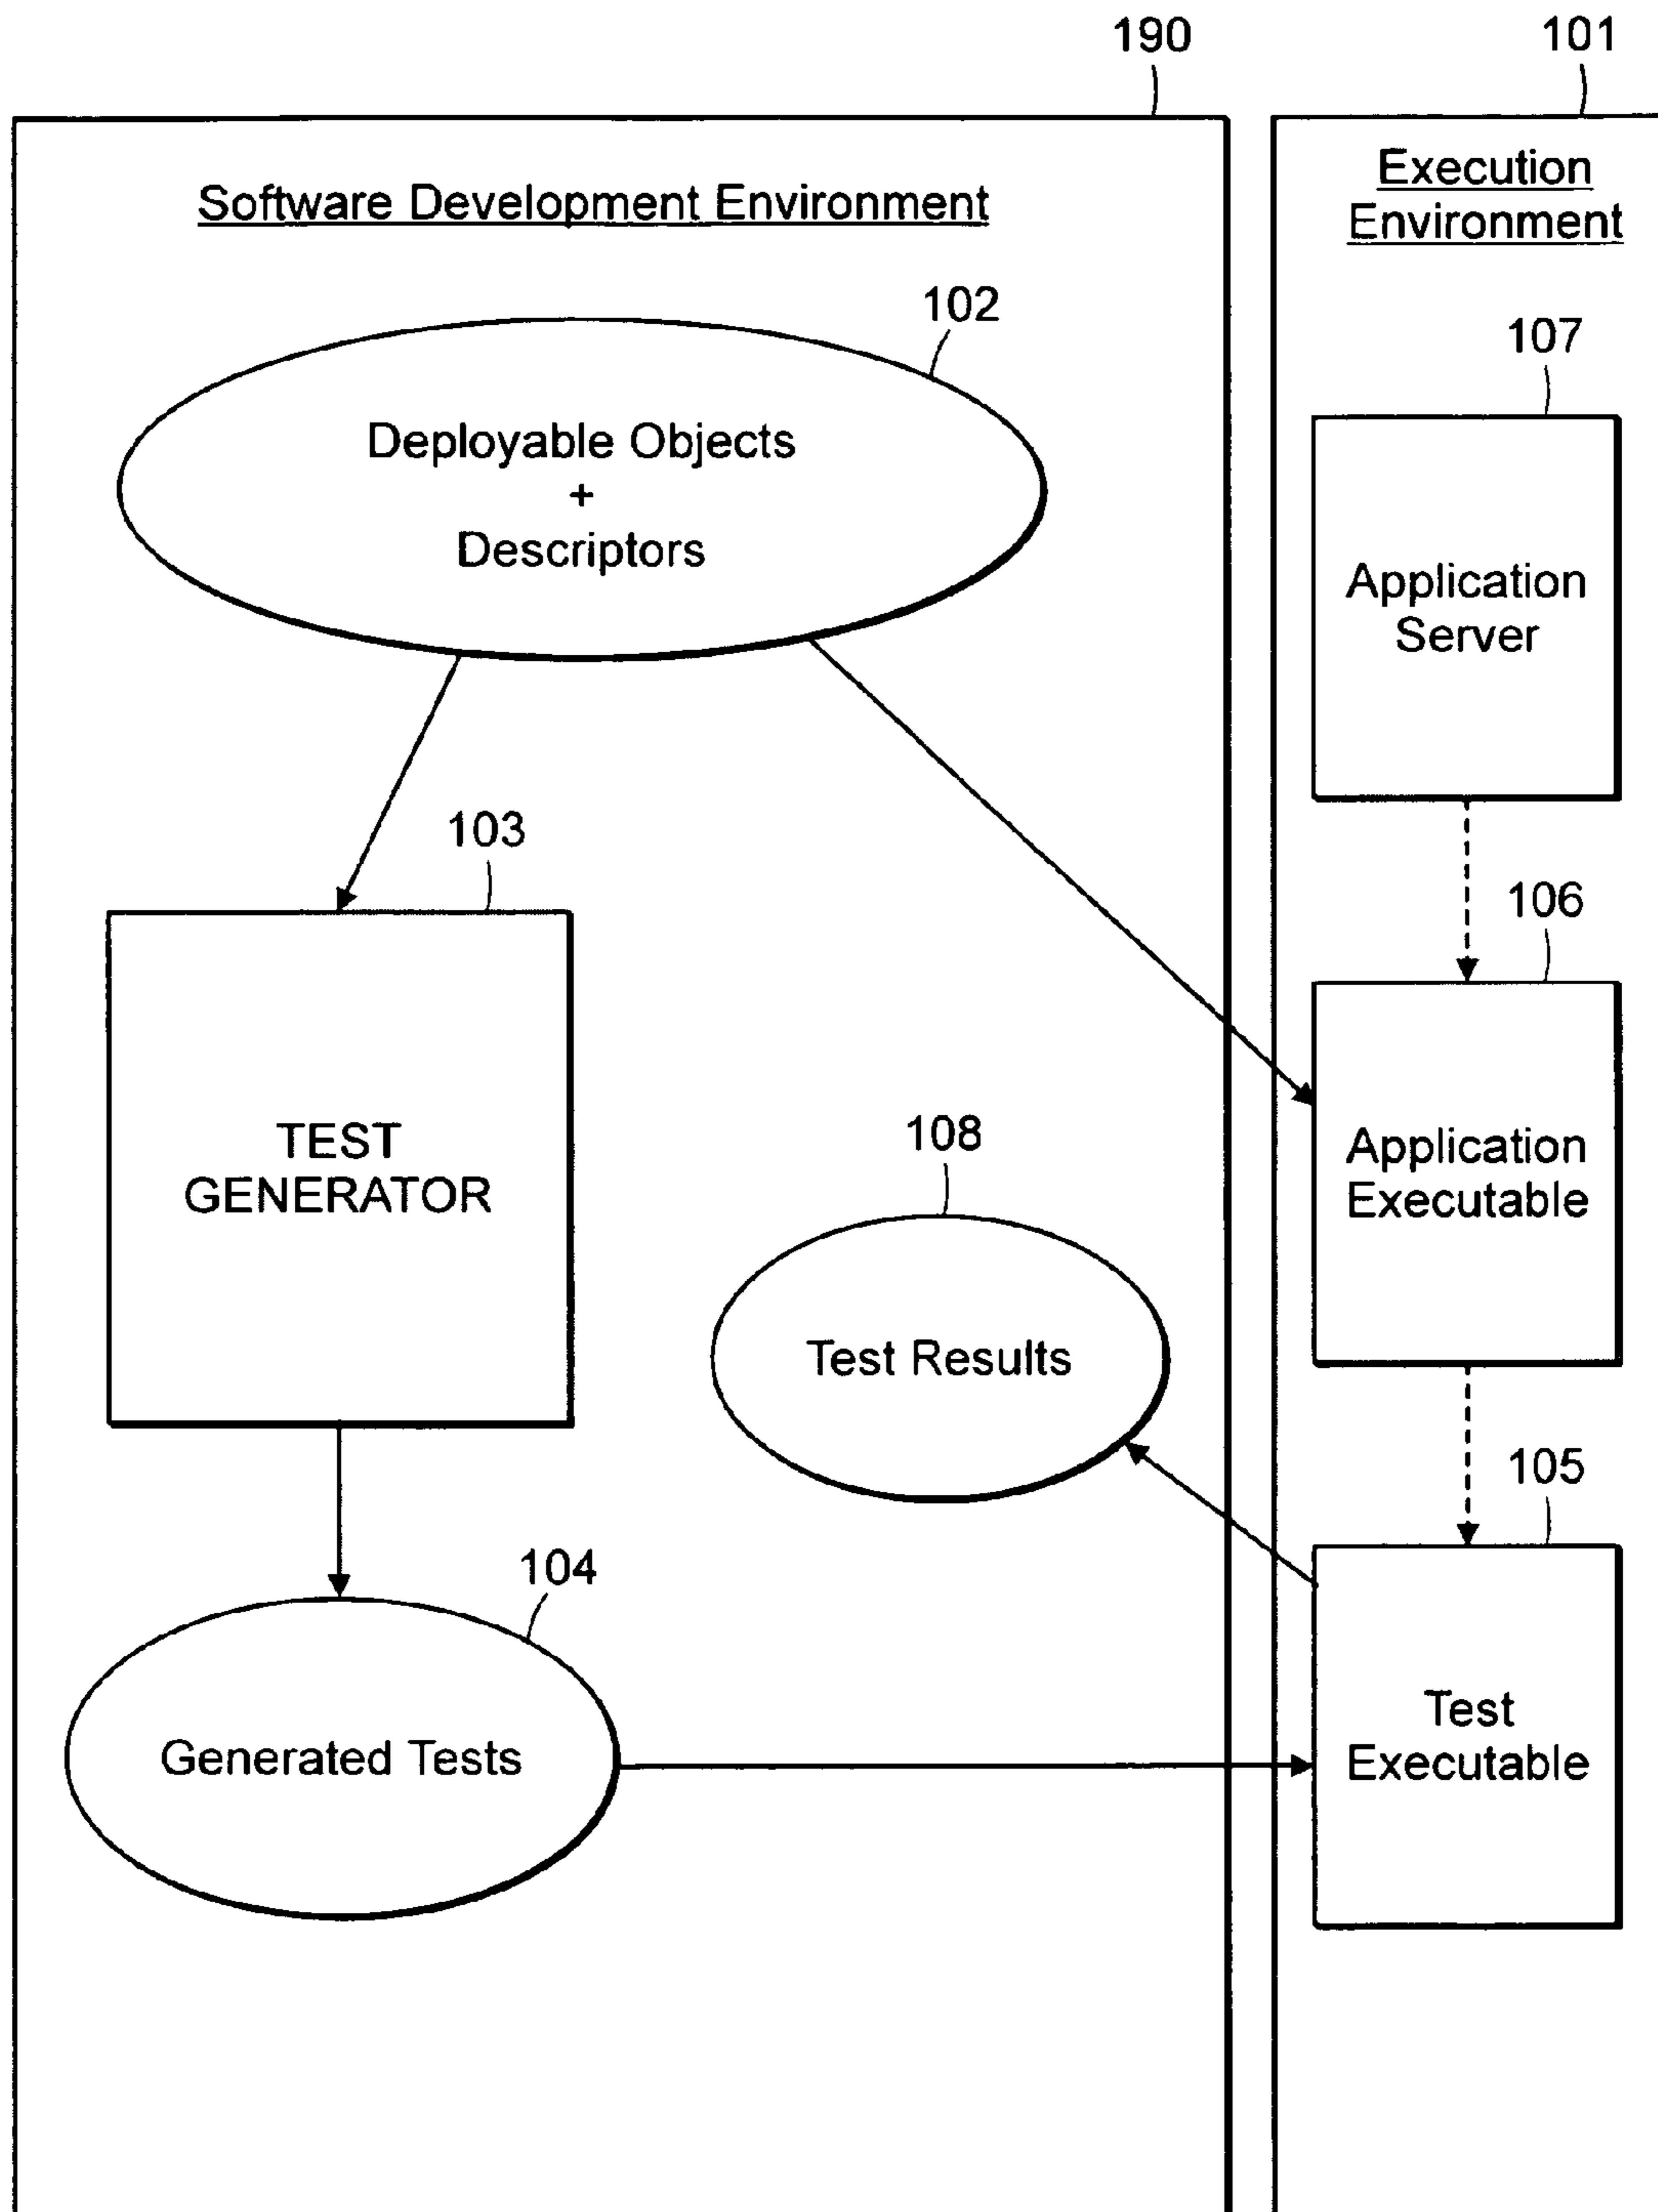 190
101
Software Development Environment
Execution
Environment
102
Deployable Objects
+
Descriptors
107
Application
Server
103
TEST
GENERATOR
106
Application
Executable
108
Test Results
105
Test
Executable
104
Generated Tests